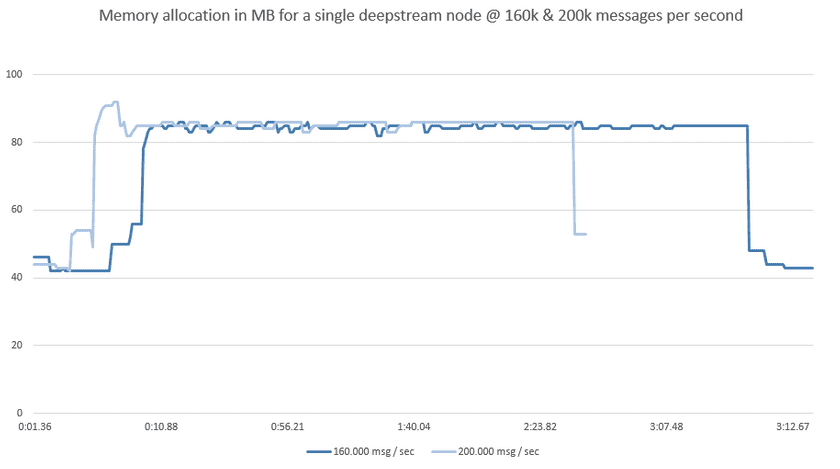 Memory allocation in MB for a single deepstream node @ 160k & 200k messages per second
100
80
60
40
20
0
0:01.36 0:10.88 0:56.21 1:40.04 2:23.82 3:07.48 3:12.67
160.000 msg / sec 200.000 msg / sec